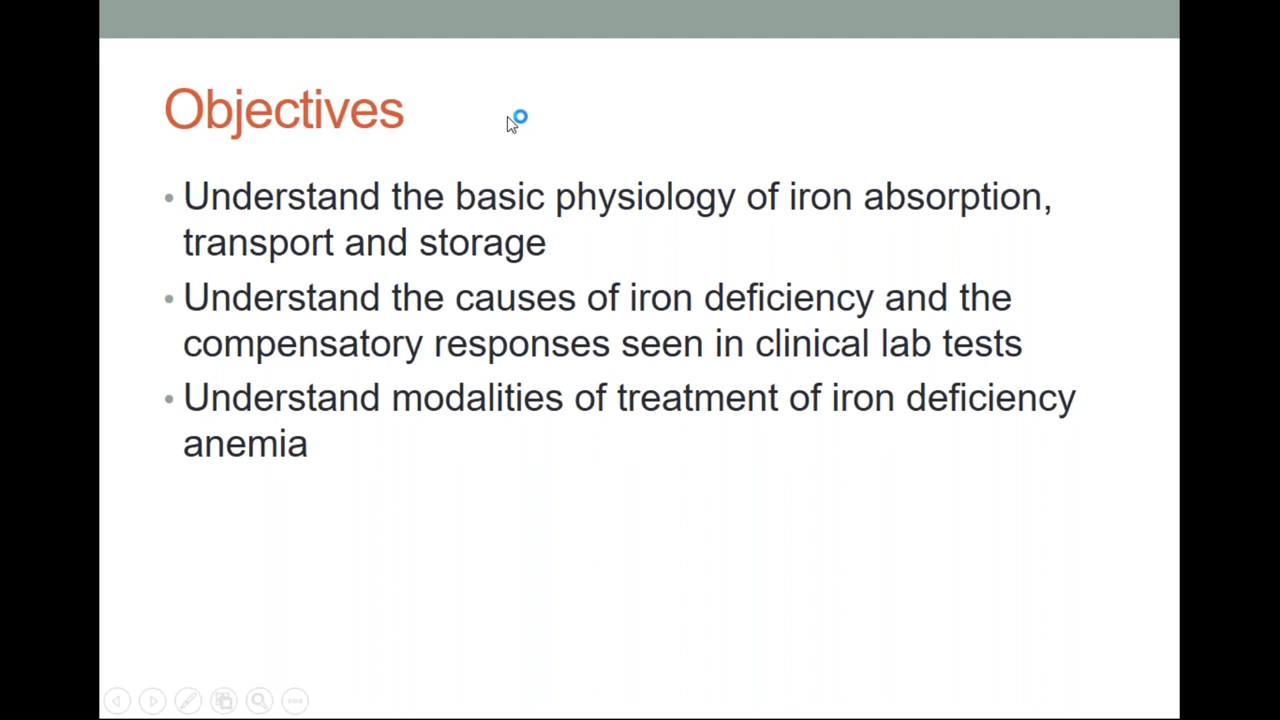 Objectives
• Understand the basic physiology of iron absorption,
transport and storage
• Understand the causes of iron deficiency and the
compensatory responses seen in clinical lab tests
• Understand modalities of treatment of iron deficiency
anemia